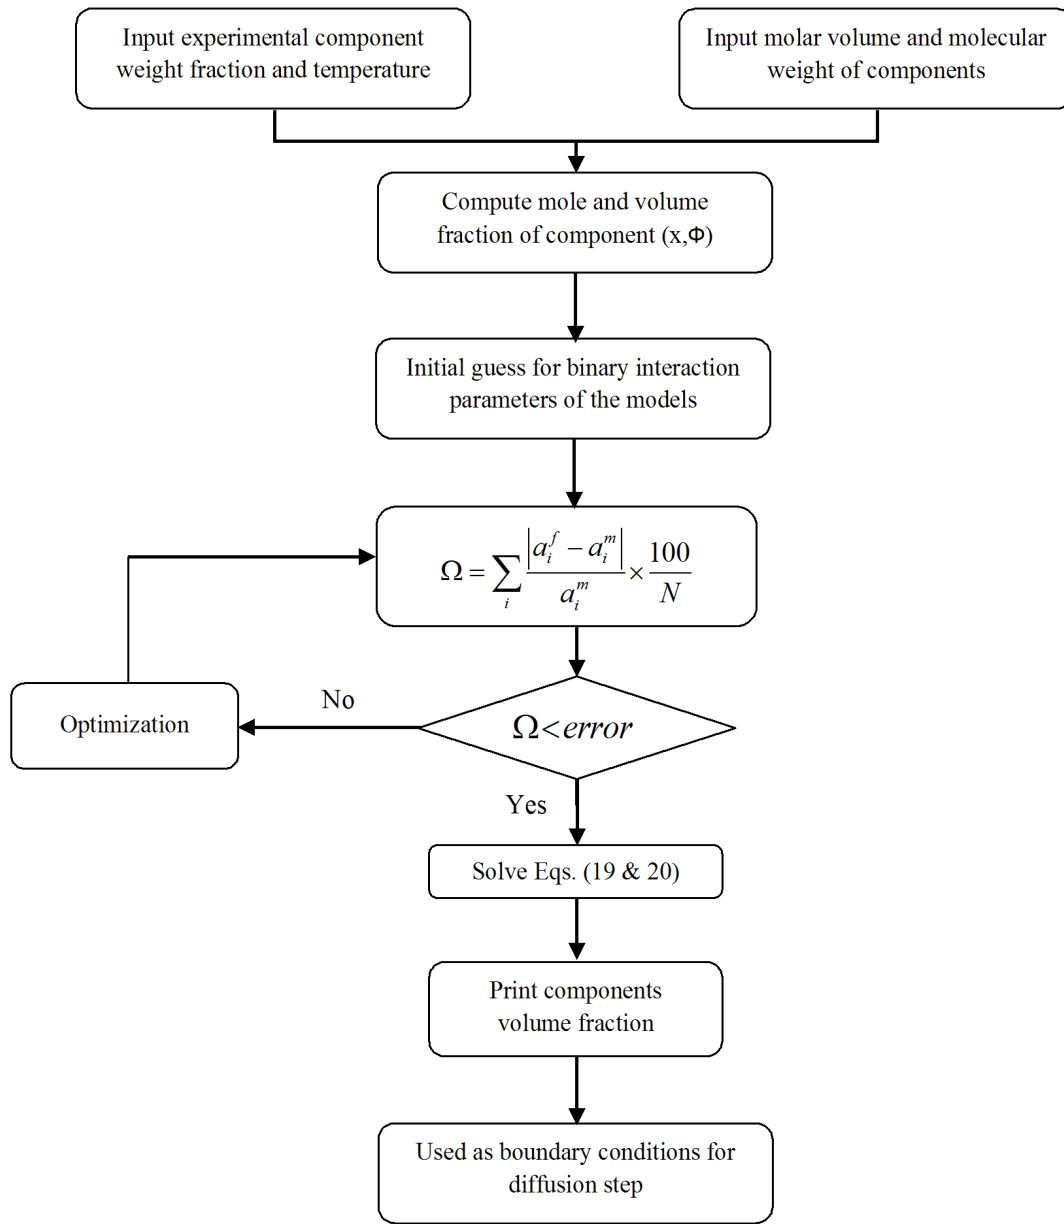 Input experimental component
weight fraction and temperature
Input molar volume and molecular
weight of components
Compute mole and volume
fraction of component (x,Φ)
Initial guess for binary interaction
parameters of the models
Ω = ∑_i |a_i^f − a_i^m| / a_i^m × 100 / N
Ω < error
No
Optimization
Yes
Solve Eqs. (19 & 20)
Print components
volume fraction
Used as boundary conditions for
diffusion step